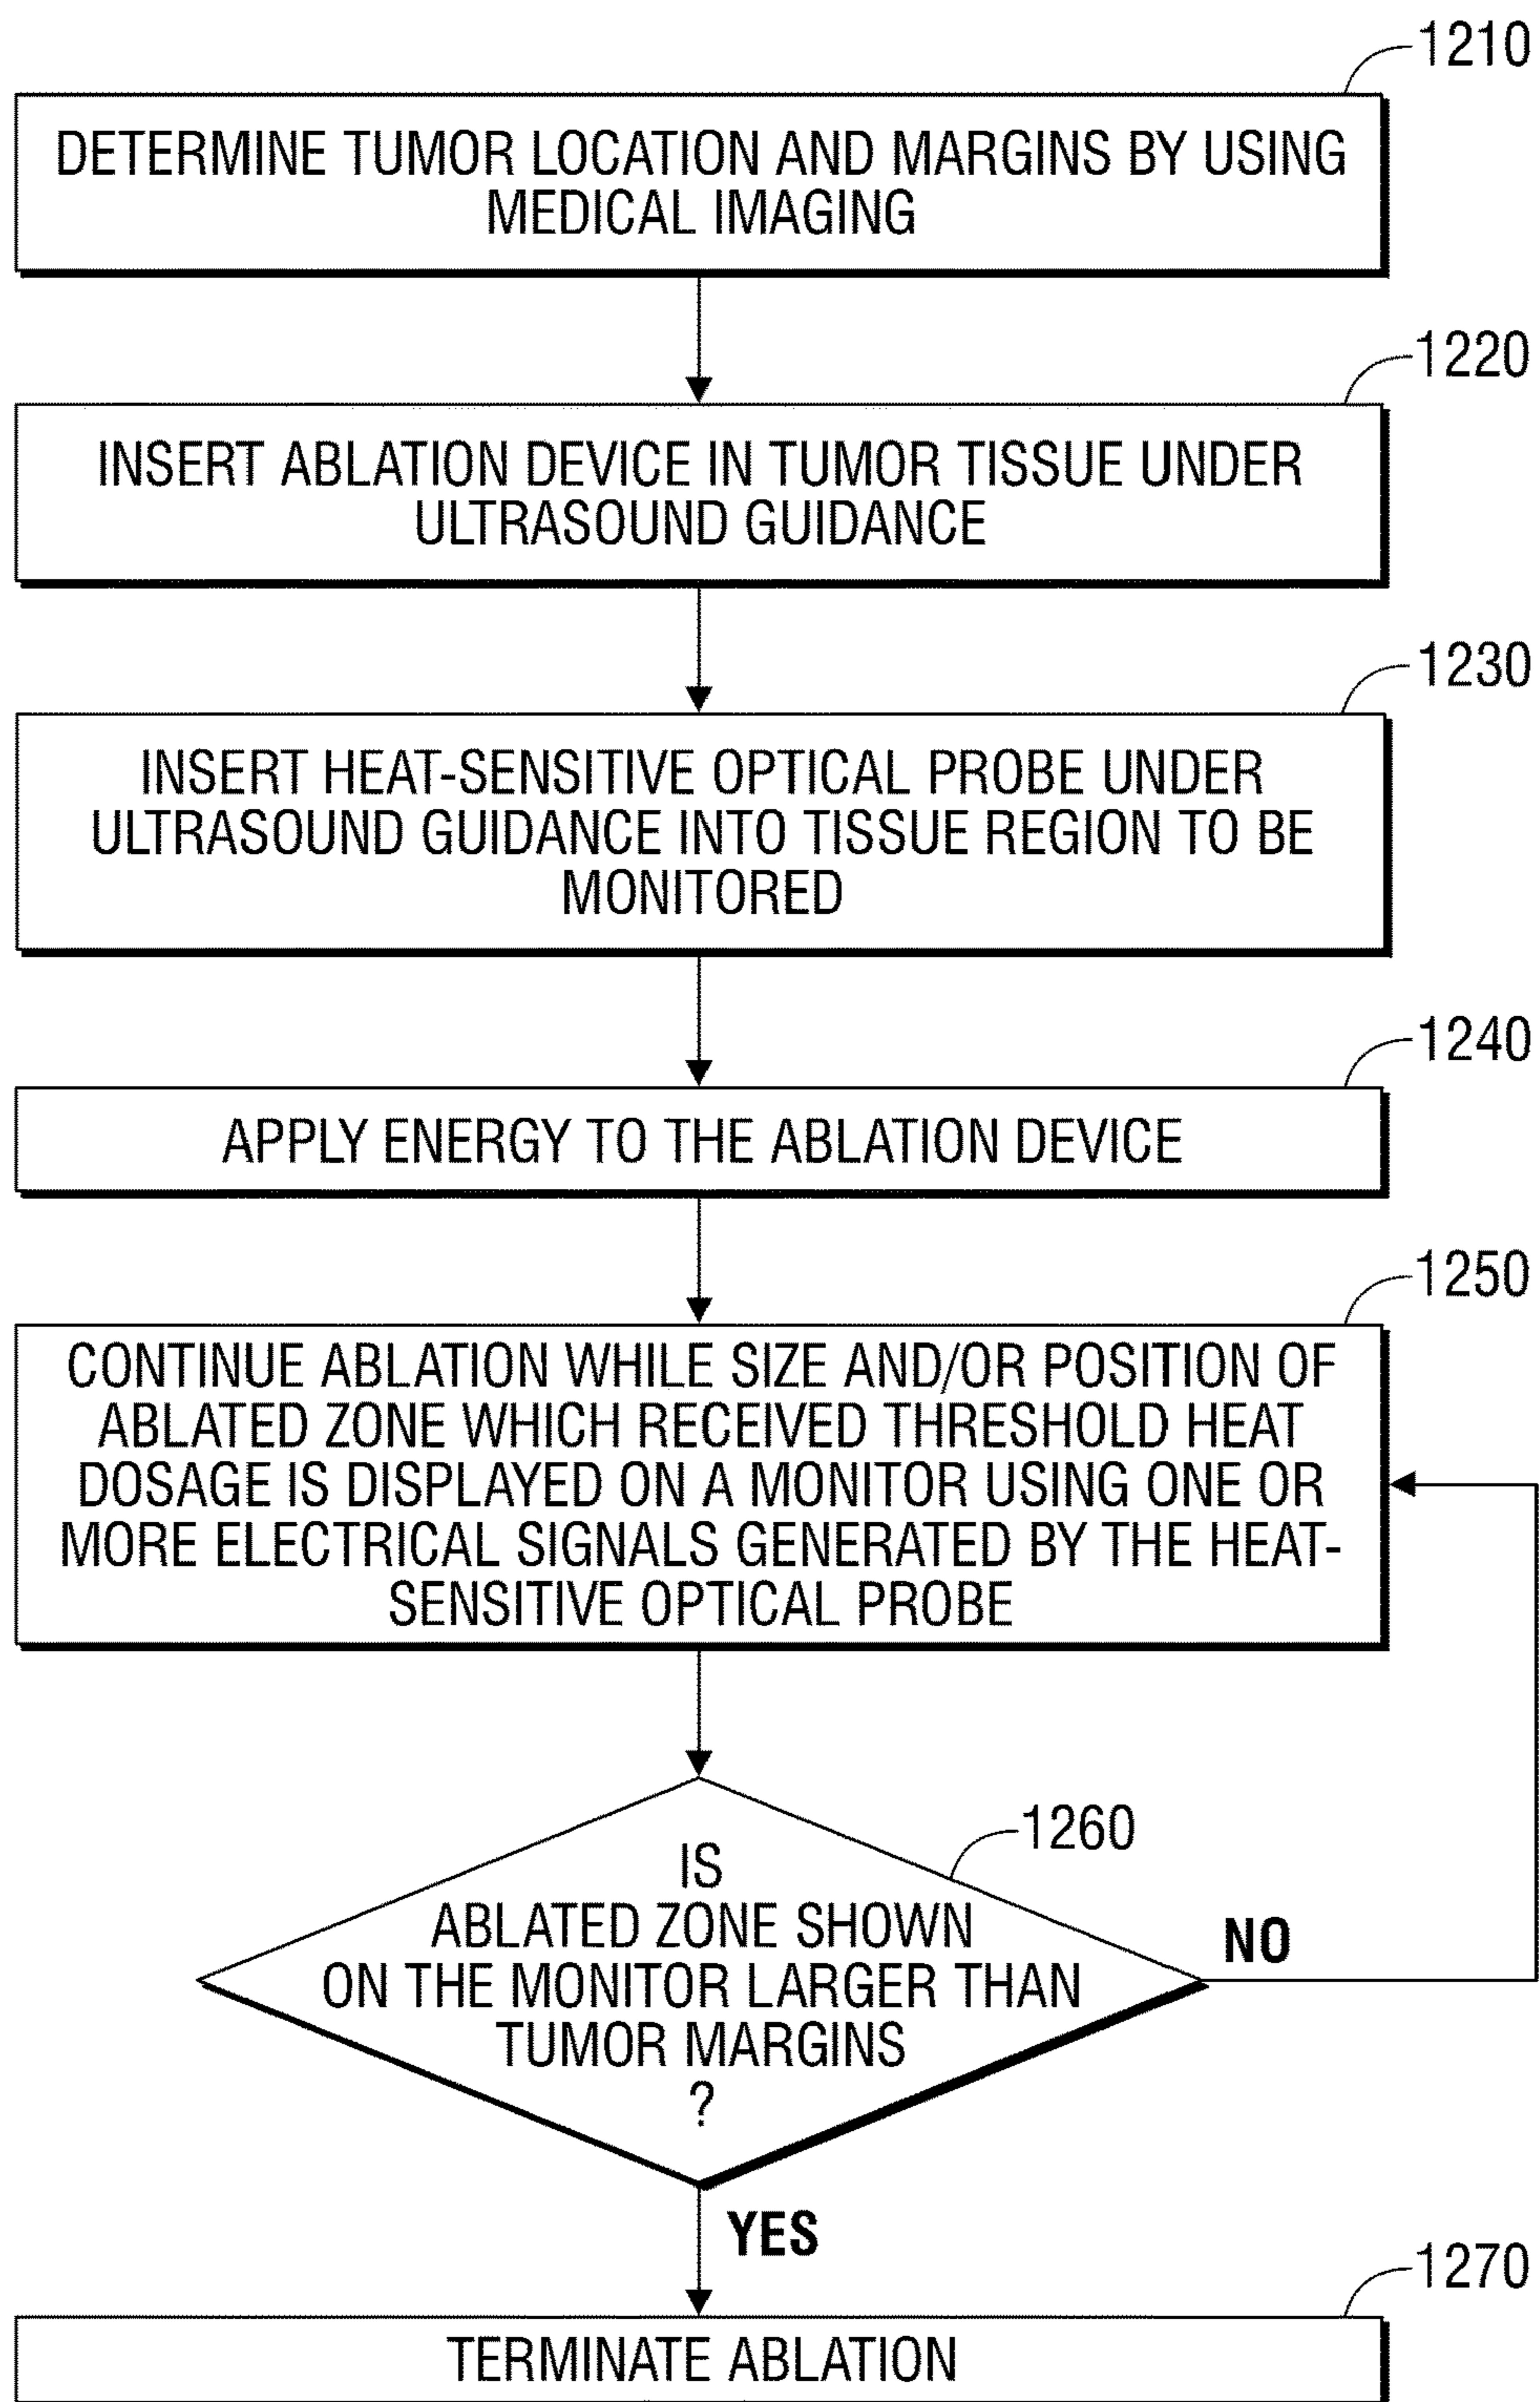 1210
DETERMINE TUMOR LOCATION AND MARGINS BY USING
MEDICAL IMAGING
1220
INSERT ABLATION DEVICE IN TUMOR TISSUE UNDER
ULTRASOUND GUIDANCE
1230
INSERT HEAT-SENSITIVE OPTICAL PROBE UNDER
ULTRASOUND GUIDANCE INTO TISSUE REGION TO BE
MONITORED
1240
APPLY ENERGY TO THE ABLATION DEVICE
1250
CONTINUE ABLATION WHILE SIZE AND/OR POSITION OF
ABLATED ZONE WHICH RECEIVED THRESHOLD HEAT
DOSAGE IS DISPLAYED ON A MONITOR USING ONE OR
MORE ELECTRICAL SIGNALS GENERATED BY THE HEAT-
SENSITIVE OPTICAL PROBE
1260
IS
ABLATED ZONE SHOWN
ON THE MONITOR LARGER THAN
TUMOR MARGINS
?
NO
YES
1270
TERMINATE ABLATION